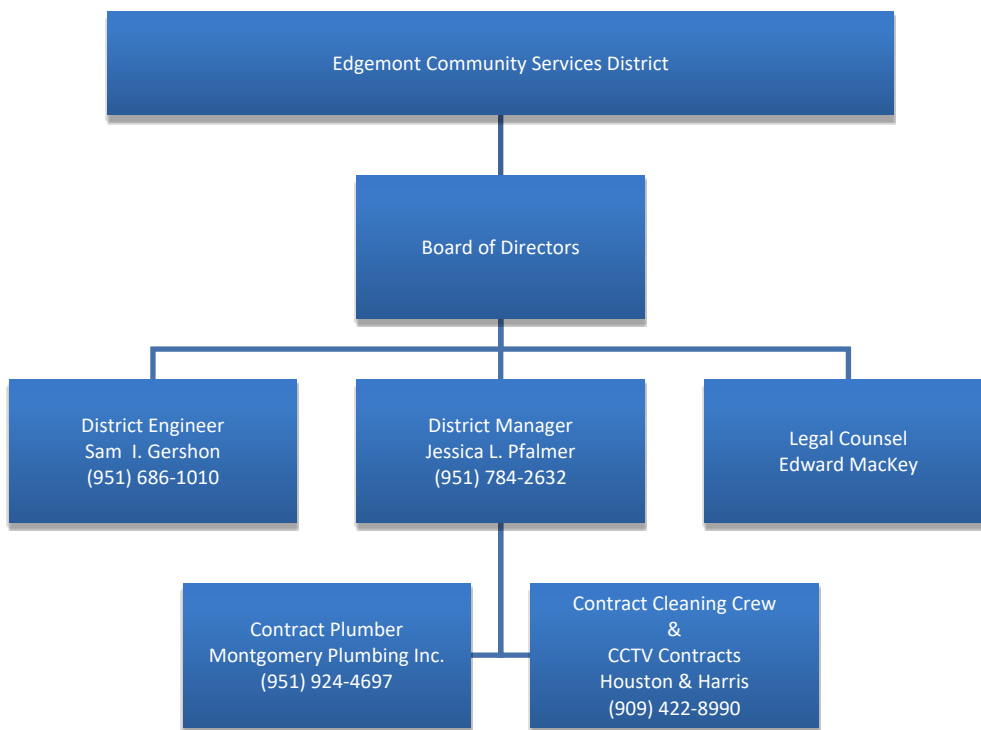 Edgemont Community Services District
Board of Directors
District Engineer
Sam I. Gershon
(951) 686-1010
District Manager
Jessica L. Pfalmer
(951) 784-2632
Legal Counsel
Edward MacKey
Contract Plumber
Montgomery Plumbing Inc.
(951) 924-4697
Contract Cleaning Crew
&
CCTV Contracts
Houston & Harris
(909) 422-8990